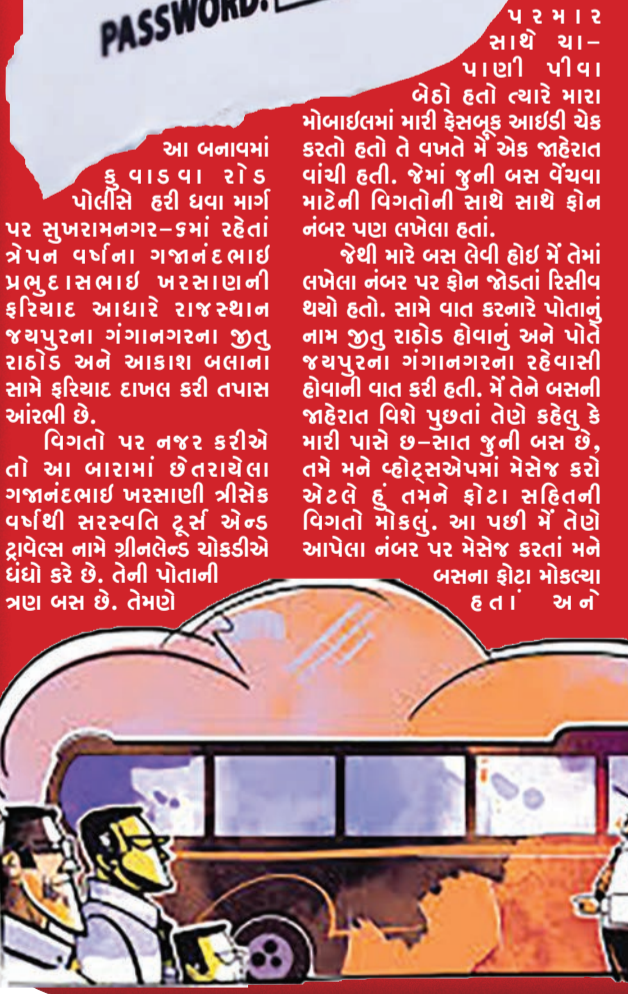 PASSWORD:
આ બનાવમાં
કુવાડવા રોડ
પોલીસે હરી ધવા માર્ગ
પર સુખરામનગર-૬માં રહેતાં
ત્રેપન વર્ષના ગજાનંદભાઇ
પ્રભુદાસભાઇ ખરસાણની
ફરિયાદ આધારે રાજસ્થાન
જયપુરના ગંગાનગરના જીતુ
રાઠોડ અને આકાશ બલાના
સામે ફરિયાદ દાખલ કરી તપાસ
આંરભી છે.
વિગતો પર નજર કરીએ
તો આ બારામાં છેતરાયેલા
ગજાનંદભાઇ ખરસાણી ત્રીસેક
વર્ષથી સરસ્વતિ ટૂર્સ એન્ડ
ટ્રાવેલ્સ નામે ગ્રીનલેન્ડ ચોકડીએ
ધંધો કરે છે. તેની પોતાની
ત્રણ બસ છે. તેમણે
પરમાર
સાથે ચા-
પાણી પીવા
બેઠો હતો ત્યારે મારા
મોબાઇલમાં મારી ફેસબૂક આઇડી ચેક
કરતો હતો તે વખતે મેં એક જાહેરાત
વાંચી હતી. જેમાં જુની બસ વેંચવા
માટેની વિગતોની સાથે સાથે ફોન
નંબર પણ લખેલા હતાં.
જેથી મારે બસ લેવી હોઇ મેં તેમાં
લખેલા નંબર પર ફોન જોડતાં રિસીવ
થયો હતો. સામે વાત કરનારે પોતાનું
નામ જીતુ રાઠોડ હોવાનું અને પોતે
જયપુરના ગંગાનગરના રહેવાસી
હોવાની વાત કરી હતી. મેં તેને બસની
જાહેરાત વિશે પુછતાં તેણે કહેલુ કે
મારી પાસે છ-સાત જુની બસ છે,
તમે મને વ્હોટ્સએપમાં મેસેજ કરો
એટલે હું તમને ફોટા સહિતની
વિગતો મોકલું. આ પછી મેં તેણે
આપેલા નંબર પર મેસેજ કરતાં મને
બસના ફોટા મોકલ્યા
હતાં અને